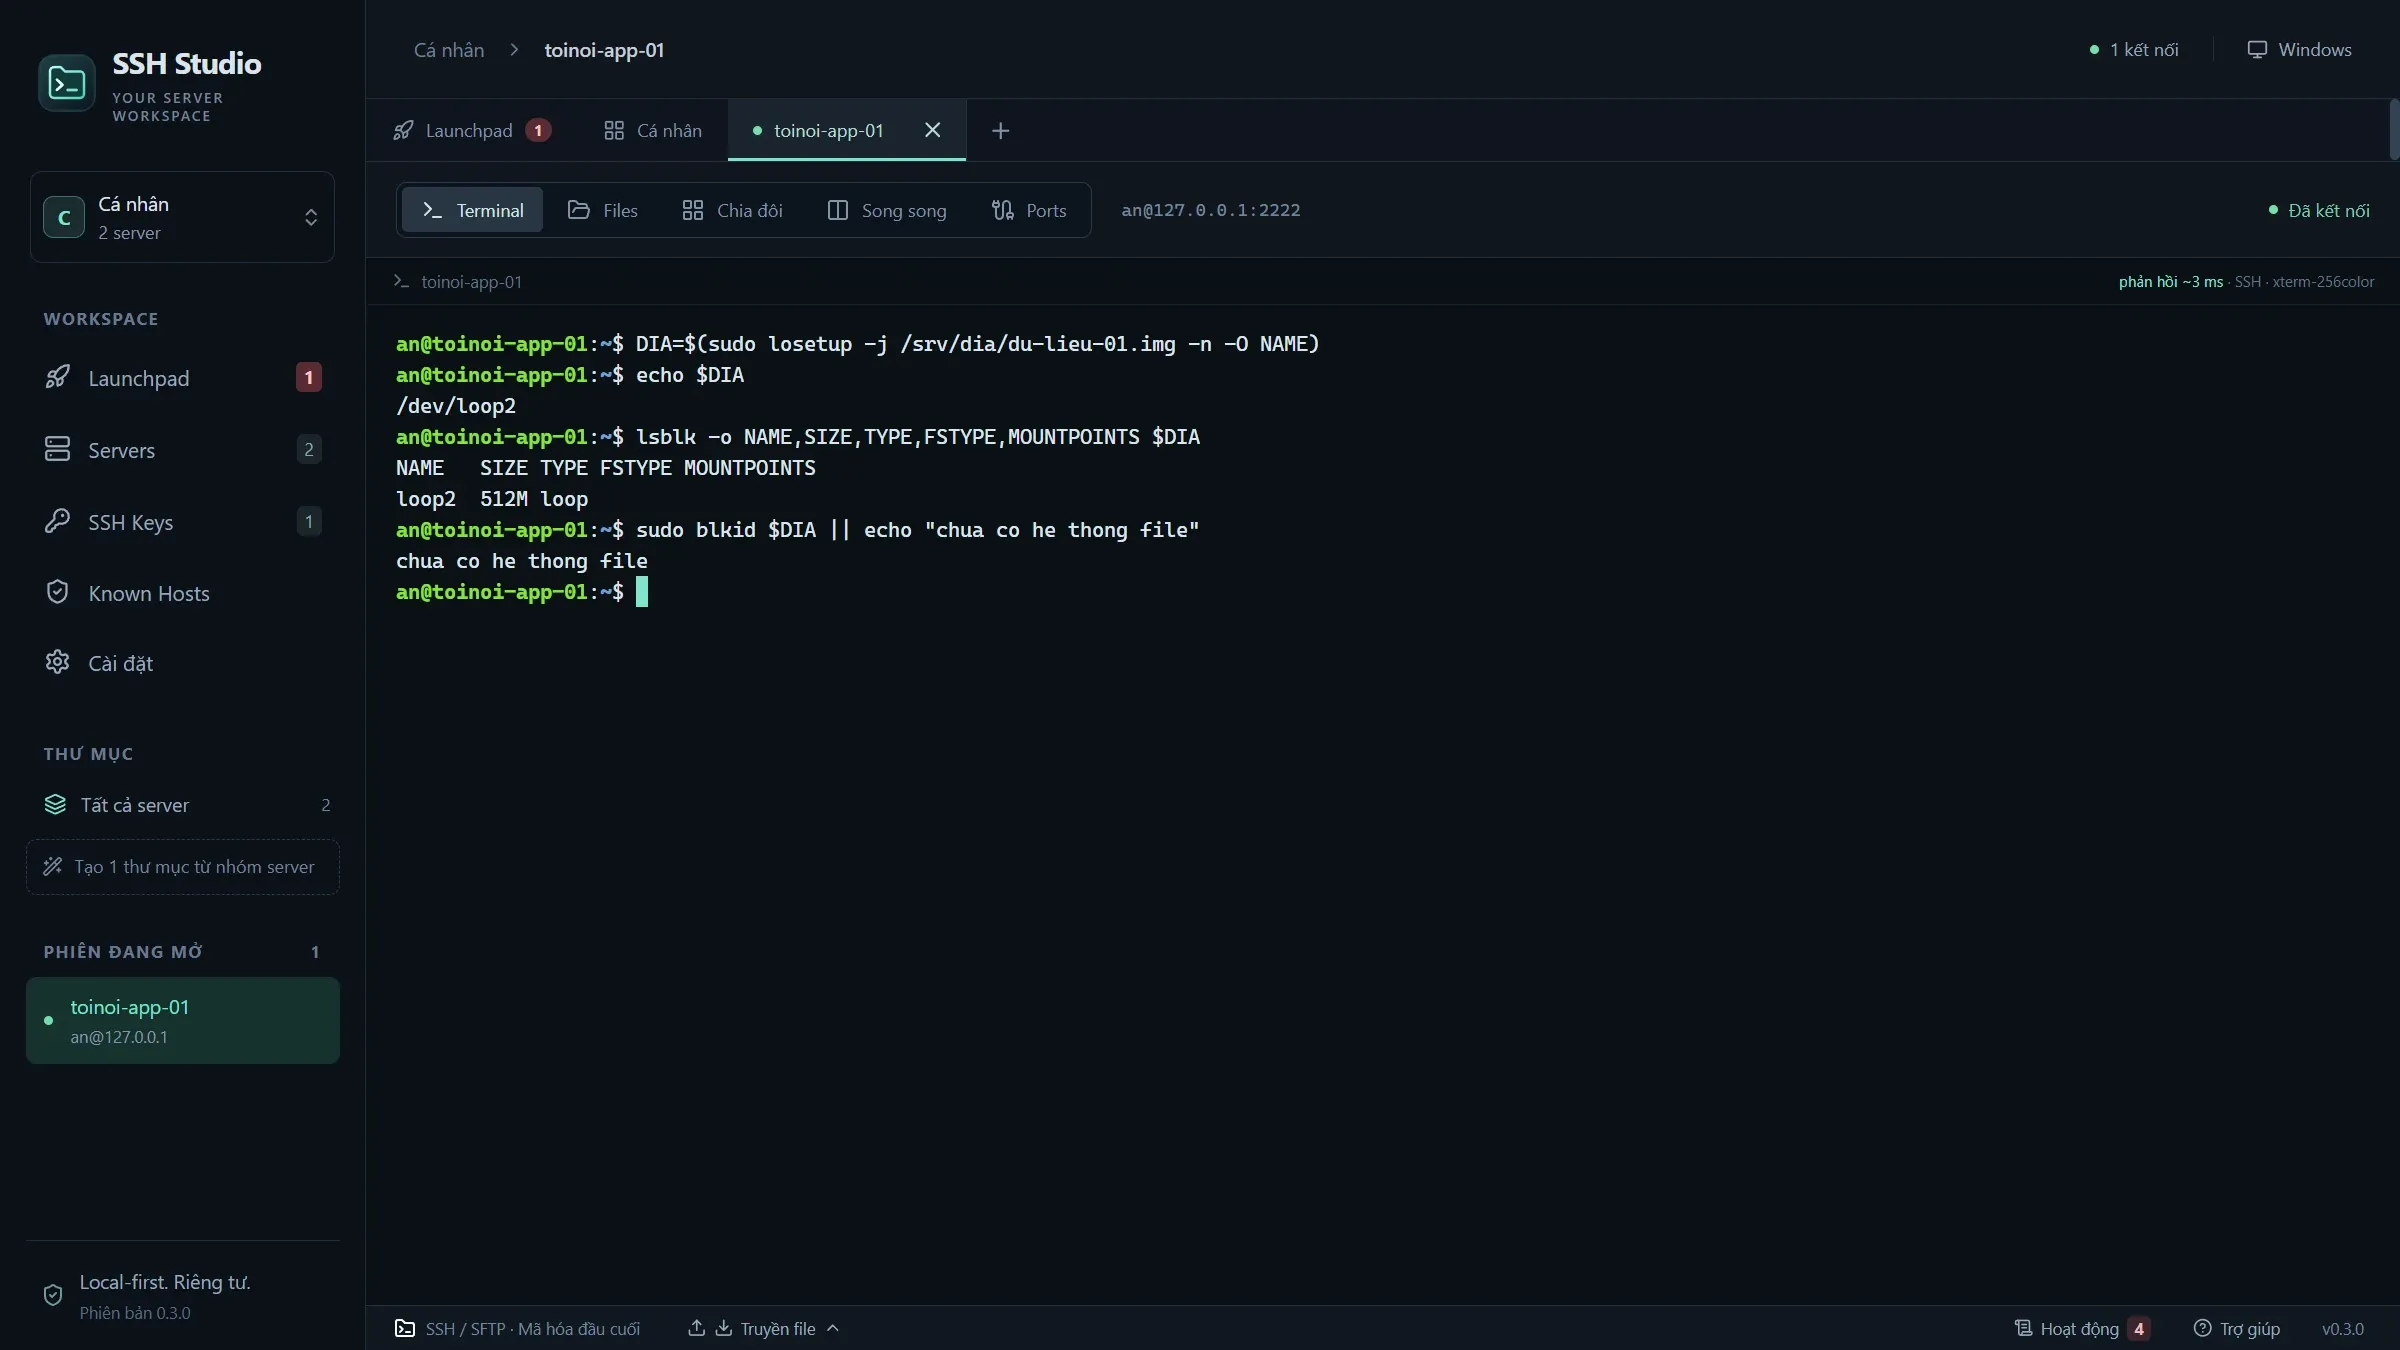 SSH Studio
YOUR SERVER
WORKSPACE
C
Cá nhân
2 server
WORKSPACE
Launchpad 1
Servers 2
SSH Keys 1
Known Hosts
Cài đặt
THƯ MỤC
Tất cả server 2
Tạo 1 thư mục từ nhóm server
PHIÊN ĐANG MỞ 1
toinoi-app-01
an@127.0.0.1
Local-first. Riêng tư.
Phiên bản 0.3.0
Cá nhân > toinoi-app-01
1 kết nối
Windows
Launchpad 1
Cá nhân
toinoi-app-01
Terminal
Files
Chia đôi
Song song
Ports
an@127.0.0.1:2222
Đã kết nối
toinoi-app-01
phản hồi ~3 ms · SSH · xterm-256color
an@toinoi-app-01:~$ DIA=$(sudo losetup -j /srv/dia/du-lieu-01.img -n -O NAME)
an@toinoi-app-01:~$ echo $DIA
/dev/loop2
an@toinoi-app-01:~$ lsblk -o NAME,SIZE,TYPE,FSTYPE,MOUNTPOINTS $DIA
NAME   SIZE TYPE FSTYPE MOUNTPOINTS
loop2  512M loop
an@toinoi-app-01:~$ sudo blkid $DIA || echo "chua co he thong file"
chua co he thong file
an@toinoi-app-01:~$
SSH / SFTP · Mã hóa đầu cuối
Truyền file
Hoạt động 4
Trợ giúp
v0.3.0